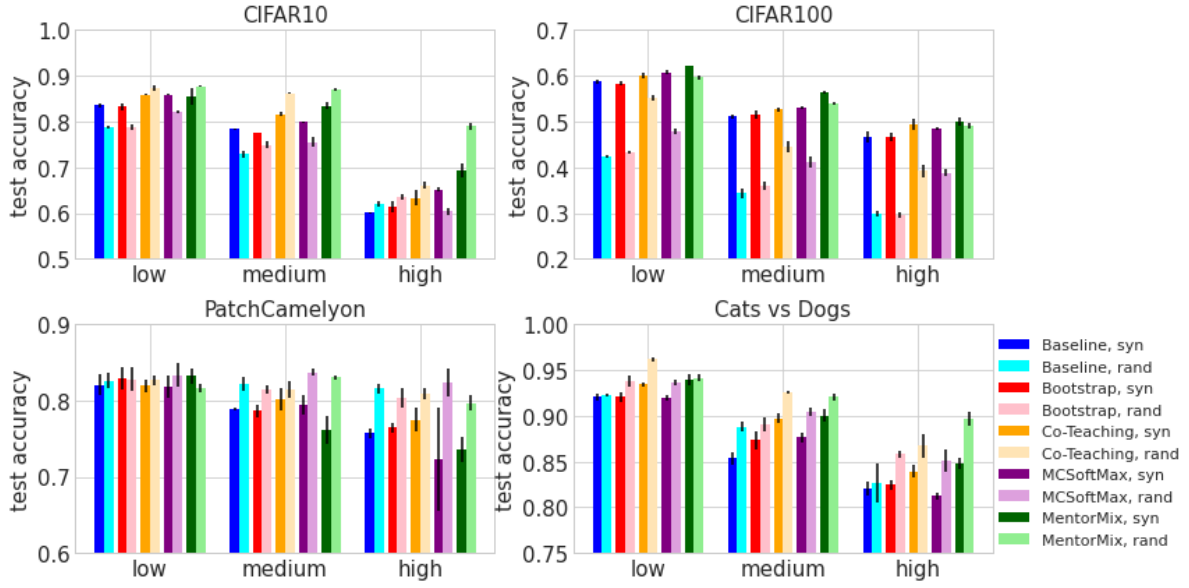 CIFAR10
1.0
0.9
0.8
0.7
0.6
0.5
test accuracy
low medium high
CIFAR100
0.7
0.6
0.5
0.4
0.3
0.2
test accuracy
low medium high
PatchCamelyon
0.9
0.8
0.7
0.6
test accuracy
low medium high
Cats vs Dogs
1.00
0.95
0.90
0.85
0.80
0.75
test accuracy
low medium high
Baseline, syn
Baseline, rand
Bootstrap, syn
Bootstrap, rand
Co-Teaching, syn
Co-Teaching, rand
MCSoftMax, syn
MCSoftMax, rand
MentorMix, syn
MentorMix, rand